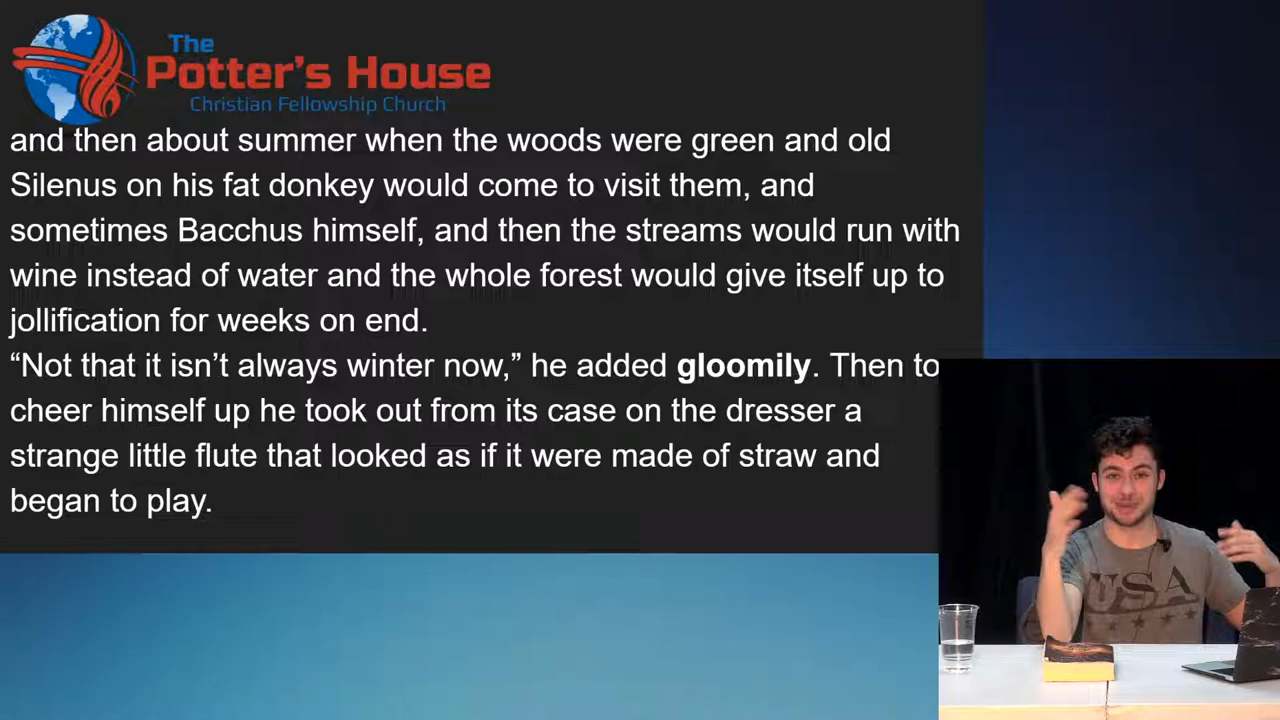 The
Potter's House
Christian Fellowship Church
and then about summer when the woods were green and old
Silenus on his fat donkey would come to visit them, and
sometimes Bacchus himself, and then the streams would run with
wine instead of water and the whole forest would give itself up to
jollification for weeks on end.
“Not that it isn’t always winter now,” he added gloomily. Then to
cheer himself up he took out from its case on the dresser a
strange little flute that looked as if it were made of straw and
began to play.
USA